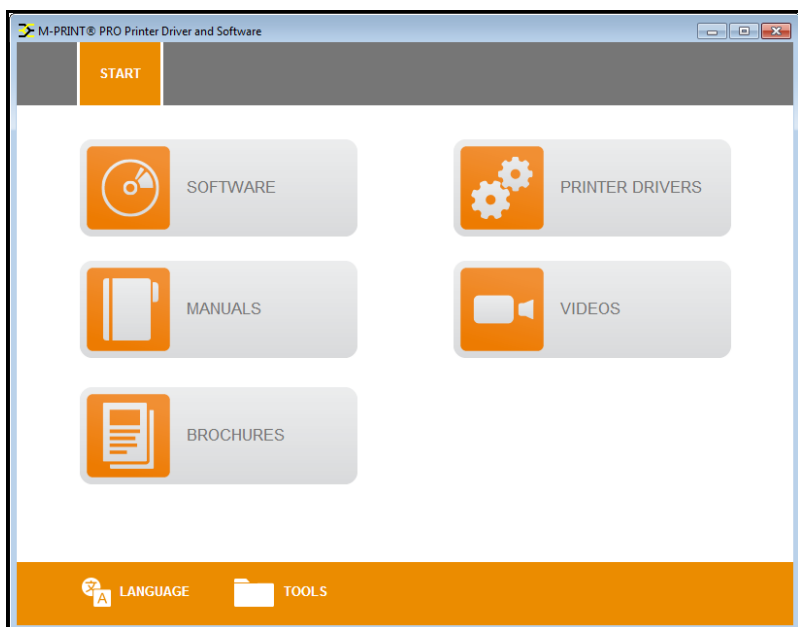 M-PRINT® PRO Printer Driver and Software
START
SOFTWARE
PRINTER DRIVERS
MANUALS
VIDEOS
BROCHURES
LANGUAGE
TOOLS